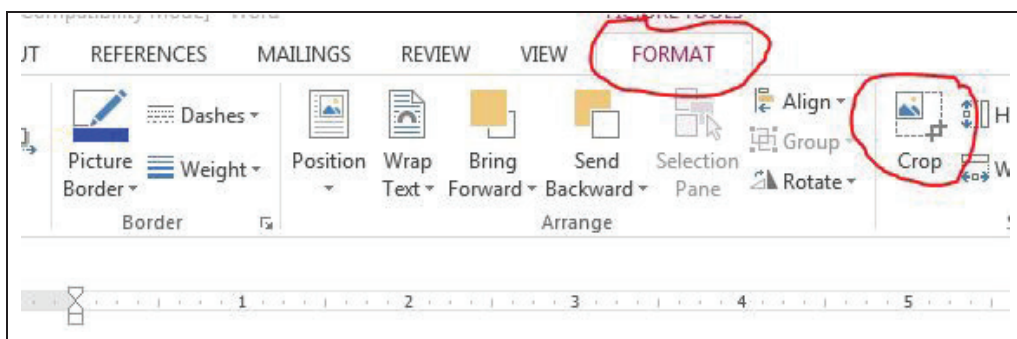 REFERENCES MAILINGS REVIEW VIEW FORMAT
Dashes Align
Group
Picture Weight Position Wrap Bring Send Selection Crop
Border Text Forward Backward Pane Rotate
Border Arrange
1 2 3 4 5